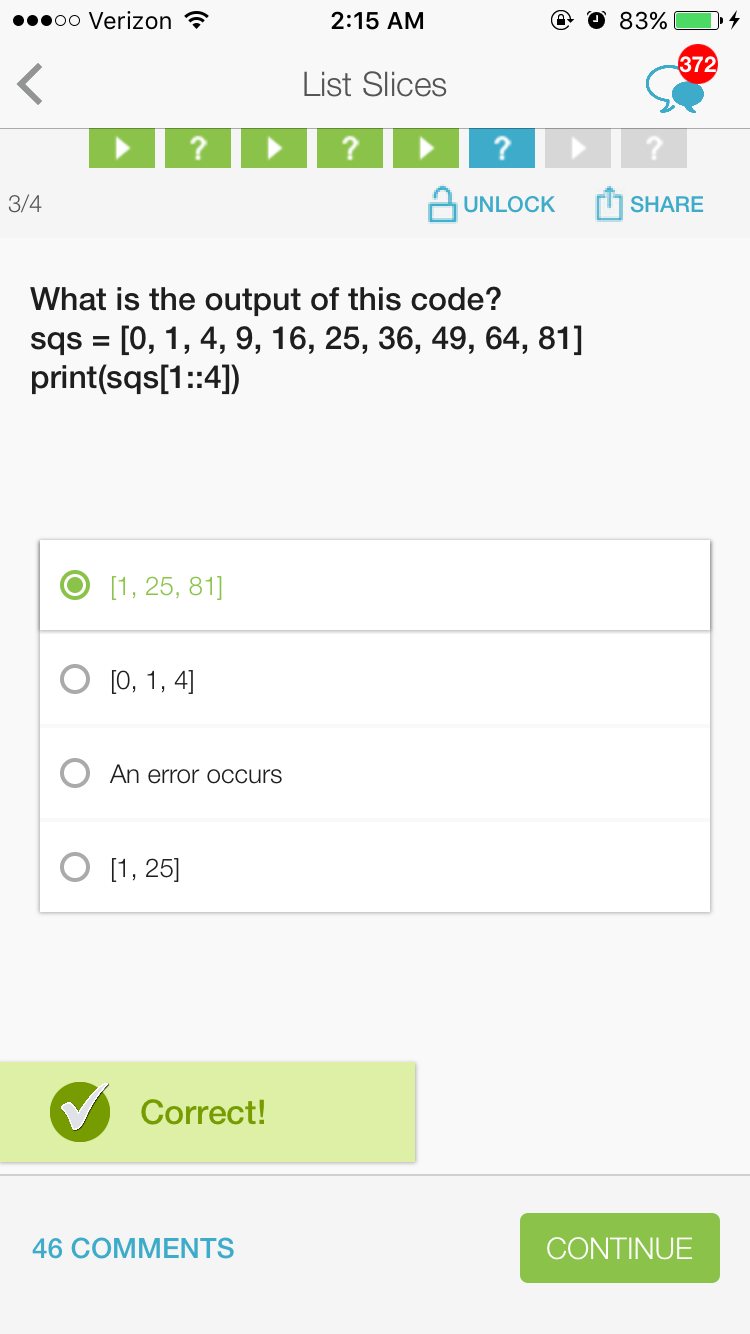 Verizon 2:15 AM 83%
List Slices 372
? ? ? ?
3/4 UNLOCK SHARE
What is the output of this code?
sqs = [0, 1, 4, 9, 16, 25, 36, 49, 64, 81]
print(sqs[1::4])
[1, 25, 81]
[0, 1, 4]
An error occurs
[1, 25]
Correct!
46 COMMENTS CONTINUE